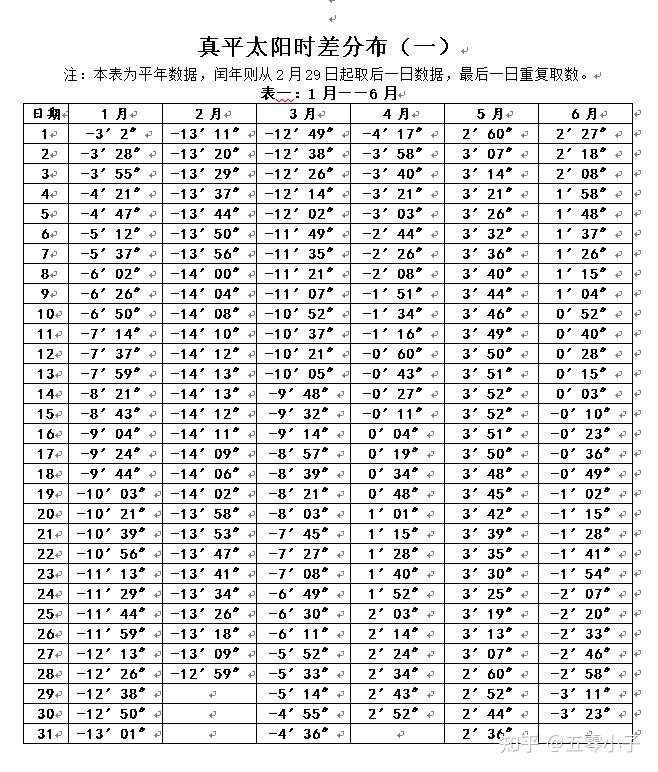 真平太阳时差分布（一）
注：本表为平年数据，闰年则从2月29日起取后一日数据，最后一日重复取数。
表一：1月——6月
日期 1月 2月 3月 4月 5月 6月
1 -3′2″ -13′11″ -12′49″ -4′17″ 2′60″ 2′27″
2 -3′28″ -13′20″ -12′38″ -3′58″ 3′07″ 2′18″
3 -3′55″ -13′29″ -12′26″ -3′40″ 3′14″ 2′08″
4 -4′21″ -13′37″ -12′14″ -3′21″ 3′21″ 1′58″
5 -4′47″ -13′44″ -12′02″ -3′03″ 3′26″ 1′48″
6 -5′12″ -13′50″ -11′49″ -2′44″ 3′32″ 1′37″
7 -5′37″ -13′56″ -11′35″ -2′26″ 3′36″ 1′26″
8 -6′02″ -14′00″ -11′21″ -2′08″ 3′40″ 1′15″
9 -6′26″ -14′04″ -11′07″ -1′51″ 3′44″ 1′04″
10 -6′50″ -14′08″ -10′52″ -1′34″ 3′46″ 0′52″
11 -7′14″ -14′10″ -10′37″ -1′16″ 3′49″ 0′40″
12 -7′37″ -14′12″ -10′21″ -0′60″ 3′50″ 0′28″
13 -7′59″ -14′13″ -10′05″ -0′43″ 3′51″ 0′15″
14 -8′21″ -14′13″ -9′48″ -0′27″ 3′52″ 0′03″
15 -8′43″ -14′12″ -9′32″ -0′11″ 3′52″ -0′10″
16 -9′04″ -14′11″ -9′14″ 0′04″ 3′51″ -0′23″
17 -9′24″ -14′09″ -8′57″ 0′19″ 3′50″ -0′36″
18 -9′44″ -14′06″ -8′39″ 0′34″ 3′48″ -0′49″
19 -10′03″ -14′02″ -8′21″ 0′48″ 3′45″ -1′02″
20 -10′21″ -13′58″ -8′03″ 1′01″ 3′42″ -1′15″
21 -10′39″ -13′53″ -7′45″ 1′15″ 3′39″ -1′28″
22 -10′56″ -13′47″ -7′27″ 1′28″ 3′35″ -1′41″
23 -11′13″ -13′41″ -7′08″ 1′40″ 3′30″ -1′54″
24 -11′29″ -13′34″ -6′49″ 1′52″ 3′25″ -2′07″
25 -11′44″ -13′26″ -6′30″ 2′03″ 3′19″ -2′20″
26 -11′59″ -13′18″ -6′11″ 2′14″ 3′13″ -2′33″
27 -12′13″ -13′09″ -5′52″ 2′24″ 3′07″ -2′46″
28 -12′26″ -12′59″ -5′33″ 2′34″ 2′60″ -2′58″
29 -12′38″ -5′14″ 2′43″ 2′52″ -3′11″
30 -12′50″ -4′55″ 2′52″ 2′44″ -3′23″
31 -13′01″ -4′36″ 2′36″
知乎 @五零小子